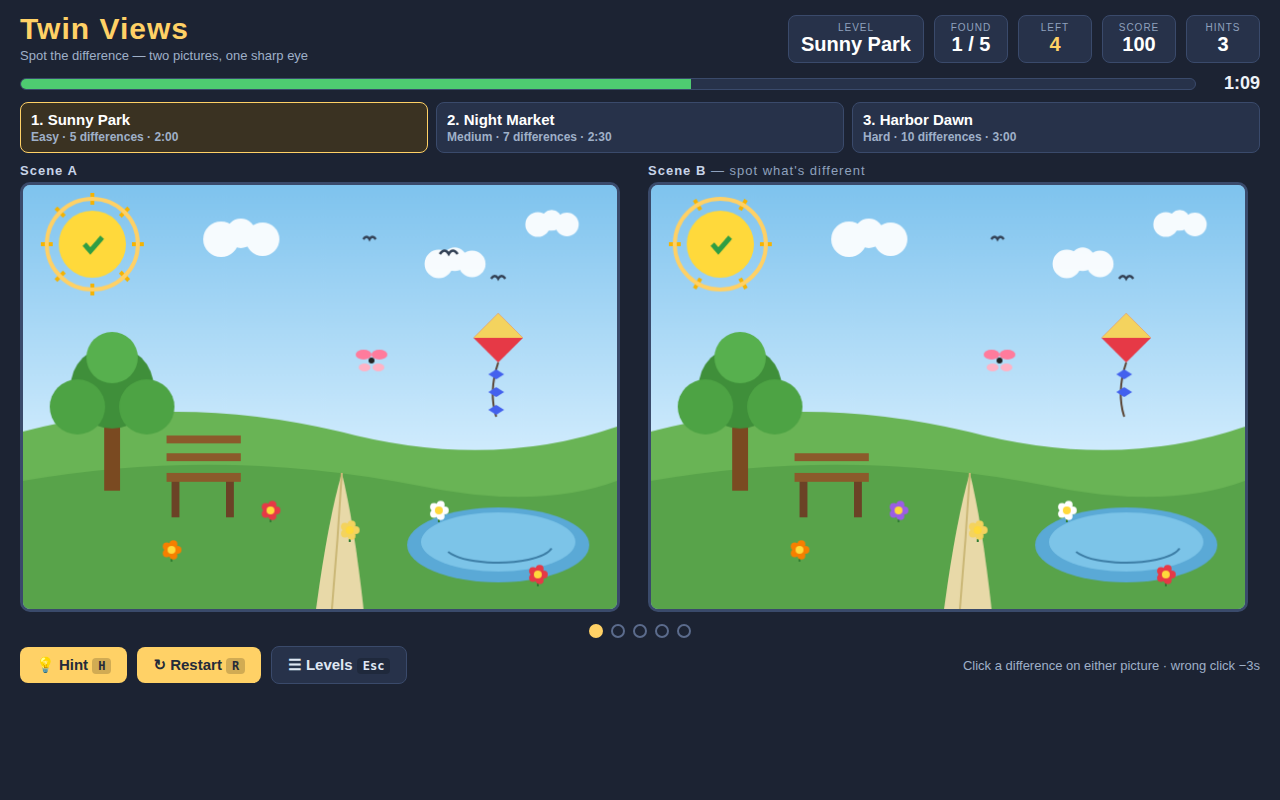 Twin Views
Spot the difference — two pictures, one sharp eye
LEVEL
Sunny Park
FOUND
1 / 5
LEFT
4
SCORE
100
HINTS
3
1:09
1. Sunny Park
Easy · 5 differences · 2:00
2. Night Market
Medium · 7 differences · 2:30
3. Harbor Dawn
Hard · 10 differences · 3:00
Scene A
Scene B — spot what's different
💡 Hint H
↻ Restart R
☰ Levels Esc
Click a difference on either picture · wrong click −3s